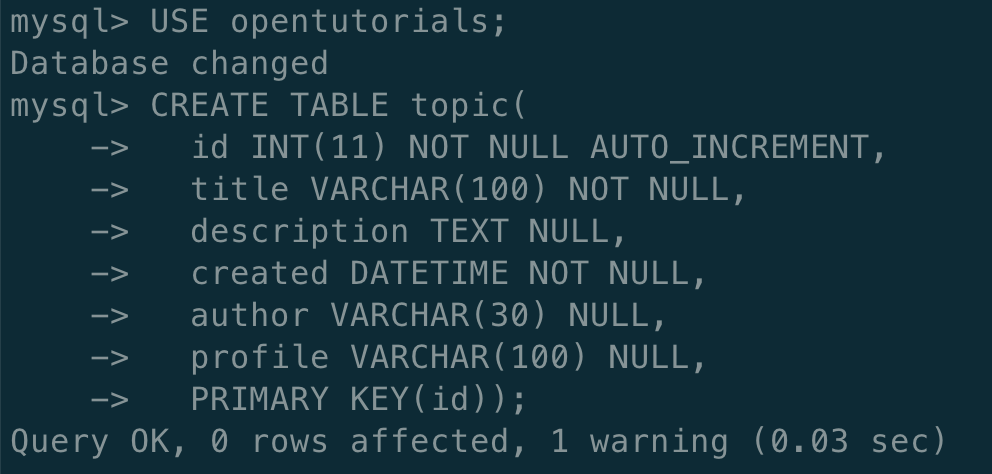 mysql> USE opentutorials;
Database changed
mysql> CREATE TABLE topic(
    ->   id INT(11) NOT NULL AUTO_INCREMENT,
    ->   title VARCHAR(100) NOT NULL,
    ->   description TEXT NULL,
    ->   created DATETIME NOT NULL,
    ->   author VARCHAR(30) NULL,
    ->   profile VARCHAR(100) NULL,
    ->   PRIMARY KEY(id));
Query OK, 0 rows affected, 1 warning (0.03 sec)